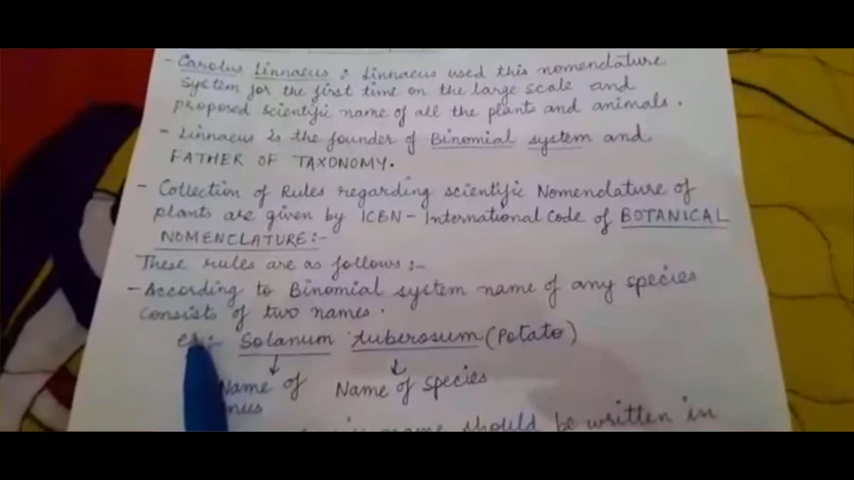 - Carolus Linnaeus : Linnaeus used this nomenclature
system for the first time on the large scale and
proposed scientific name of all the plants and animals.
- Linnaeus is the founder of Binomial system and
FATHER OF TAXONOMY.
- Collection of Rules regarding scientific Nomenclature of
plants are given by ICBN - International Code of BOTANICAL
NOMENCLATURE:-
These rules are as follows:-
- According to Binomial system name of any species
consists of two names.
Solanum tuberosum (Potato)
Name of Name of species
name should be written in